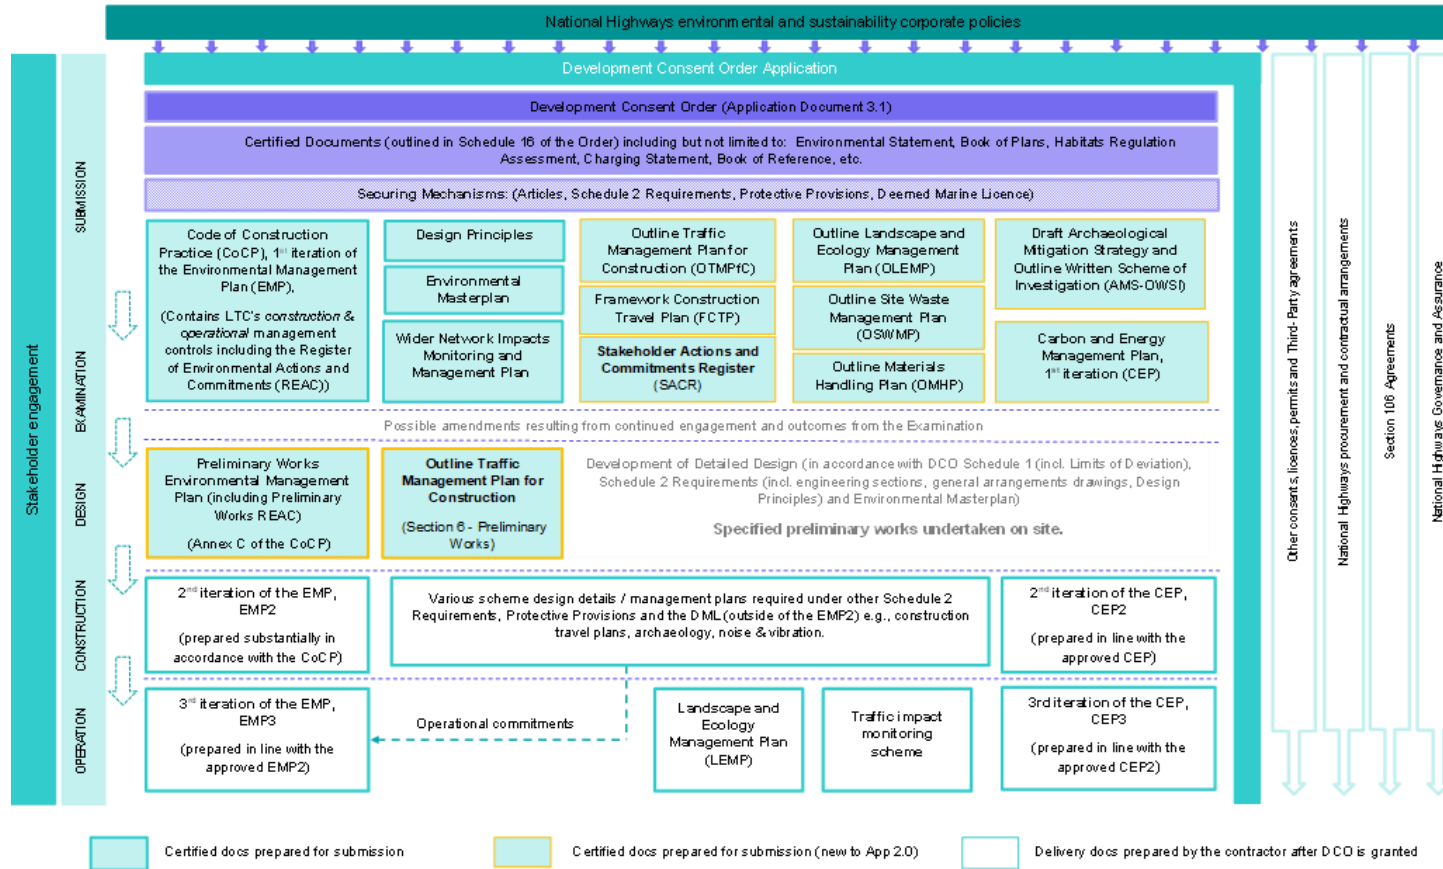 National Highways environmental and sustainability corporate policies
Development Consent Order Application
Development Consent Order (Application Document 3.1)
Certified Documents (outlined in Schedule 16 of the Order) including but not limited to: Environmental Statement, Book of Plans, Habitats Regulation
Assessment, Charging Statement, Book of Reference, etc.
Securing Mechanisms: (Articles, Schedule 2 Requirements, Protective Provisions, Deemed Marine Licence)
Stakeholder engagement
SUBMISSION
EXAMINATION
DESIGN
CONSTRUCTION
OPERATION
Code of Construction
Practice (CoCP), 1st iteration of
the Environmental Management
Plan (EMP),
(Contains LTC's construction &
operational management
controls including the Register
of Environmental Actions and
Commitments (REAC))
Design Principles
Environmental
Masterplan
Wider Network Impacts
Monitoring and
Management Plan
Outline Traffic
Management Plan for
Construction (OTMPfC)
Framework Construction
Travel Plan (FCTP)
Stakeholder Actions and
Commitments Register
(SACR)
Outline Landscape and
Ecology Management
Plan (OLEMP)
Outline Site Waste
Management Plan
(OSWMP)
Outline Materials
Handling Plan (OMHP)
Draft Archaeological
Mitigation Strategy and
Outline Written Scheme of
Investigation (AMS-OWSI)
Carbon and Energy
Management Plan,
1st iteration (CEP)
Possible amendments resulting from continued engagement and outcomes from the Examination
Preliminary Works
Environmental Management
Plan (including Preliminary
Works REAC)
(Annex C of the CoCP)
Outline Traffic
Management Plan for
Construction
(Section 6 - Preliminary
Works)
Development of Detailed Design (in accordance with DCO Schedule 1 (incl. Limits of Deviation),
Schedule 2 Requirements (incl. engineering sections, general arrangements drawings, Design
Principles) and Environmental Masterplan)
Specified preliminary works undertaken on site.
2nd iteration of the EMP,
EMP2
(prepared substantially in
accordance with the CoCP)
Various scheme design details / management plans required under other Schedule 2
Requirements, Protective Provisions and the DML (outside of the EMP2) e.g., construction
travel plans, archaeology, noise & vibration.
2nd iteration of the CEP,
CEP2
(prepared in line with the
approved CEP)
3rd iteration of the EMP,
EMP3
(prepared in line with the
approved EMP2)
Operational commitments
Landscape and
Ecology
Management Plan
(LEMP)
Traffic impact
monitoring
scheme
3rd iteration of the CEP,
CEP3
(prepared in line with the
approved CEP2)
Other consents, licences, permits and Third-Party agreements
National Highways procurement and contractual arrangements
Section 106 Agreements
National Highways Governance and Assurance
Certified docs prepared for submission
Certified docs prepared for submission (new to App 2.0)
Delivery docs prepared by the contractor after DCO is granted